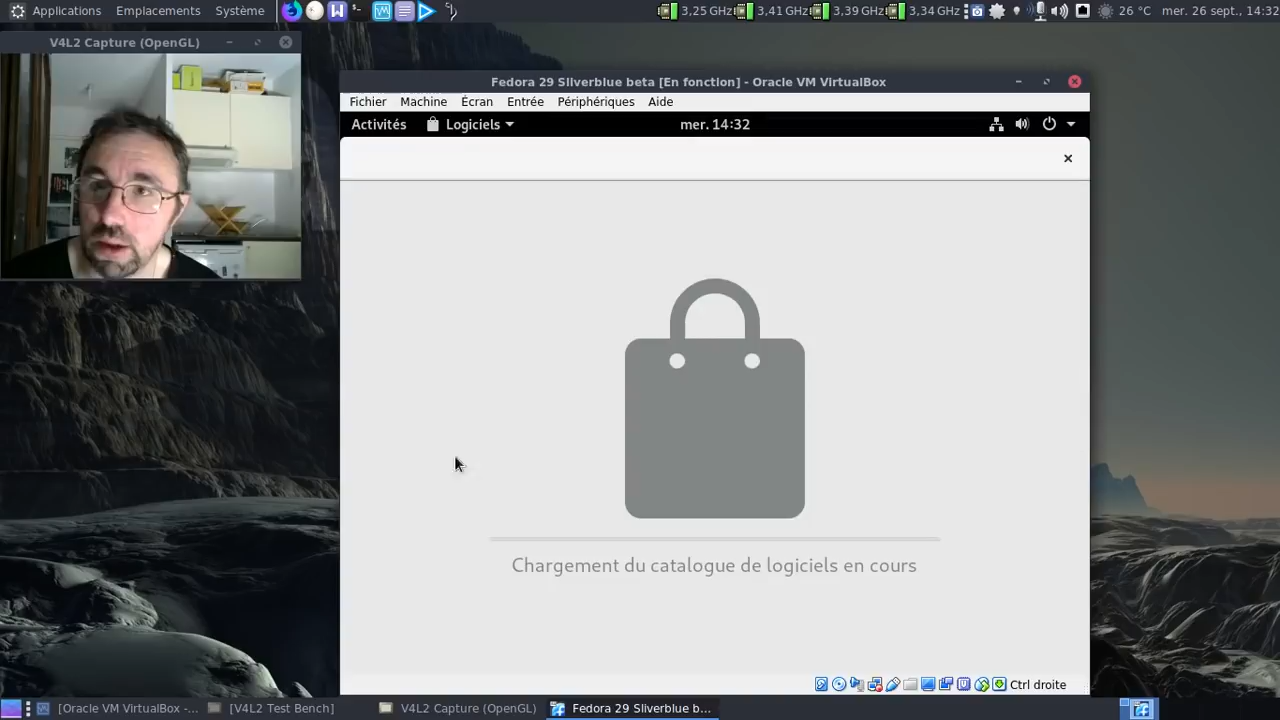 Applications Emplacements Système
3,25 GHz 3,41 GHz 3,39 GHz 3,34 GHz 26 °C mer. 26 sept., 14:32
V4L2 Capture (OpenGL)
Fedora 29 Silverblue beta [En fonction] - Oracle VM VirtualBox
Fichier Machine Écran Entrée Périphériques Aide
Activités Logiciels mer. 14:32
Chargement du catalogue de logiciels en cours
Ctrl droite
[Oracle VM VirtualBox -... [V4L2 Test Bench] V4L2 Capture (OpenGL) Fedora 29 Silverblue b...